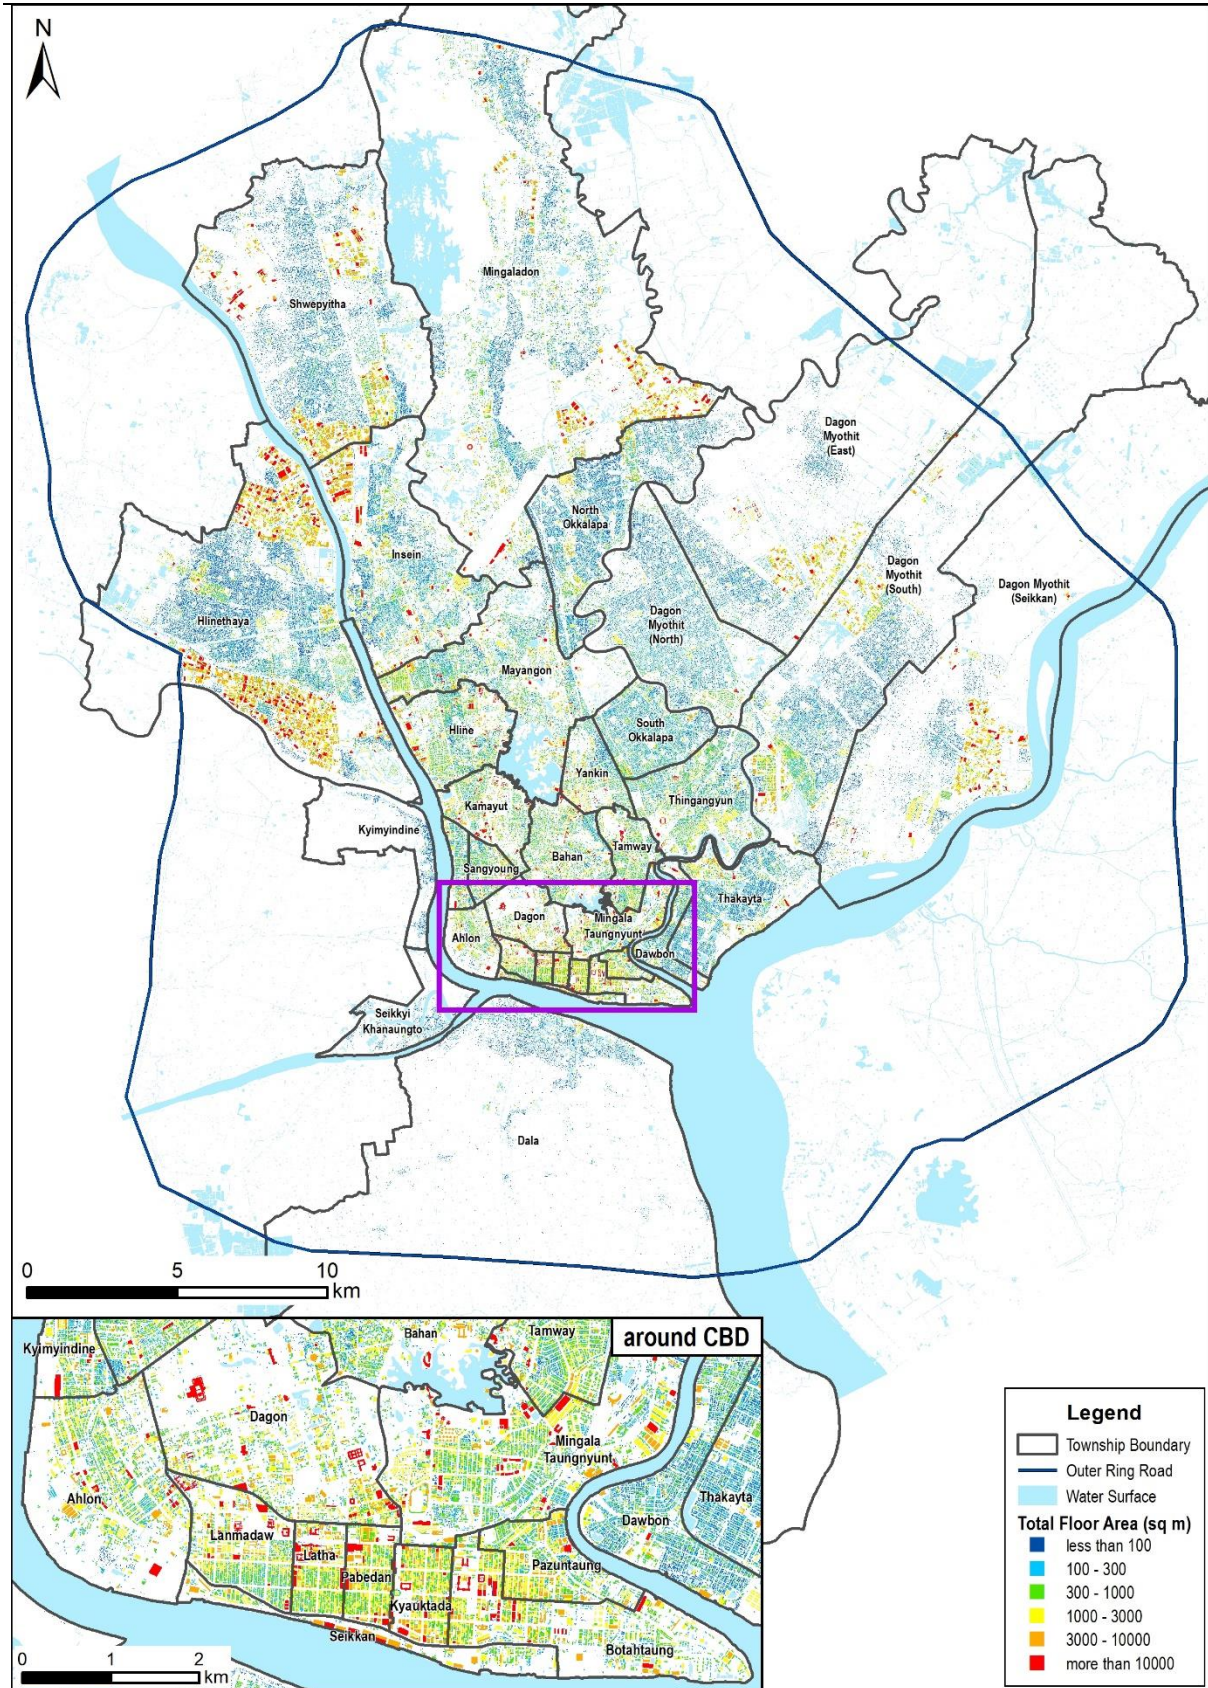 N
Mingaladon
Shwepyitha
Dagon
Myothit
(East)
North
Okkalapa
Insein
Dagon
Myothit
(South)
Dagon Myothit
(Seikkan)
Hlinethaya
Dagon
Myothit
(North)
Mayangon
Hline
South
Okkalapa
Yankin
Kamayut
Thingangyun
Kyimyindine
Tamway
Bahan
Sangyoung
Thakayta
Dagon
Mingala
Taungnyunt
Ahlon
Dawbon
Seikkyi
Khanaungto
Dala
0 5 10
km
around CBD
Kyimyindine
Bahan
Tamway
Dagon
Mingala
Taungnyunt
Ahlon
Thakayta
Dawbon
Lanmadaw
Latha
Pabedan
Pazuntaung
Kyauktada
Seikkan
Botahtaung
0 1 2
km
Legend
Township Boundary
Outer Ring Road
Water Surface
Total Floor Area (sq m)
less than 100
100 - 300
300 - 1000
1000 - 3000
3000 - 10000
more than 10000